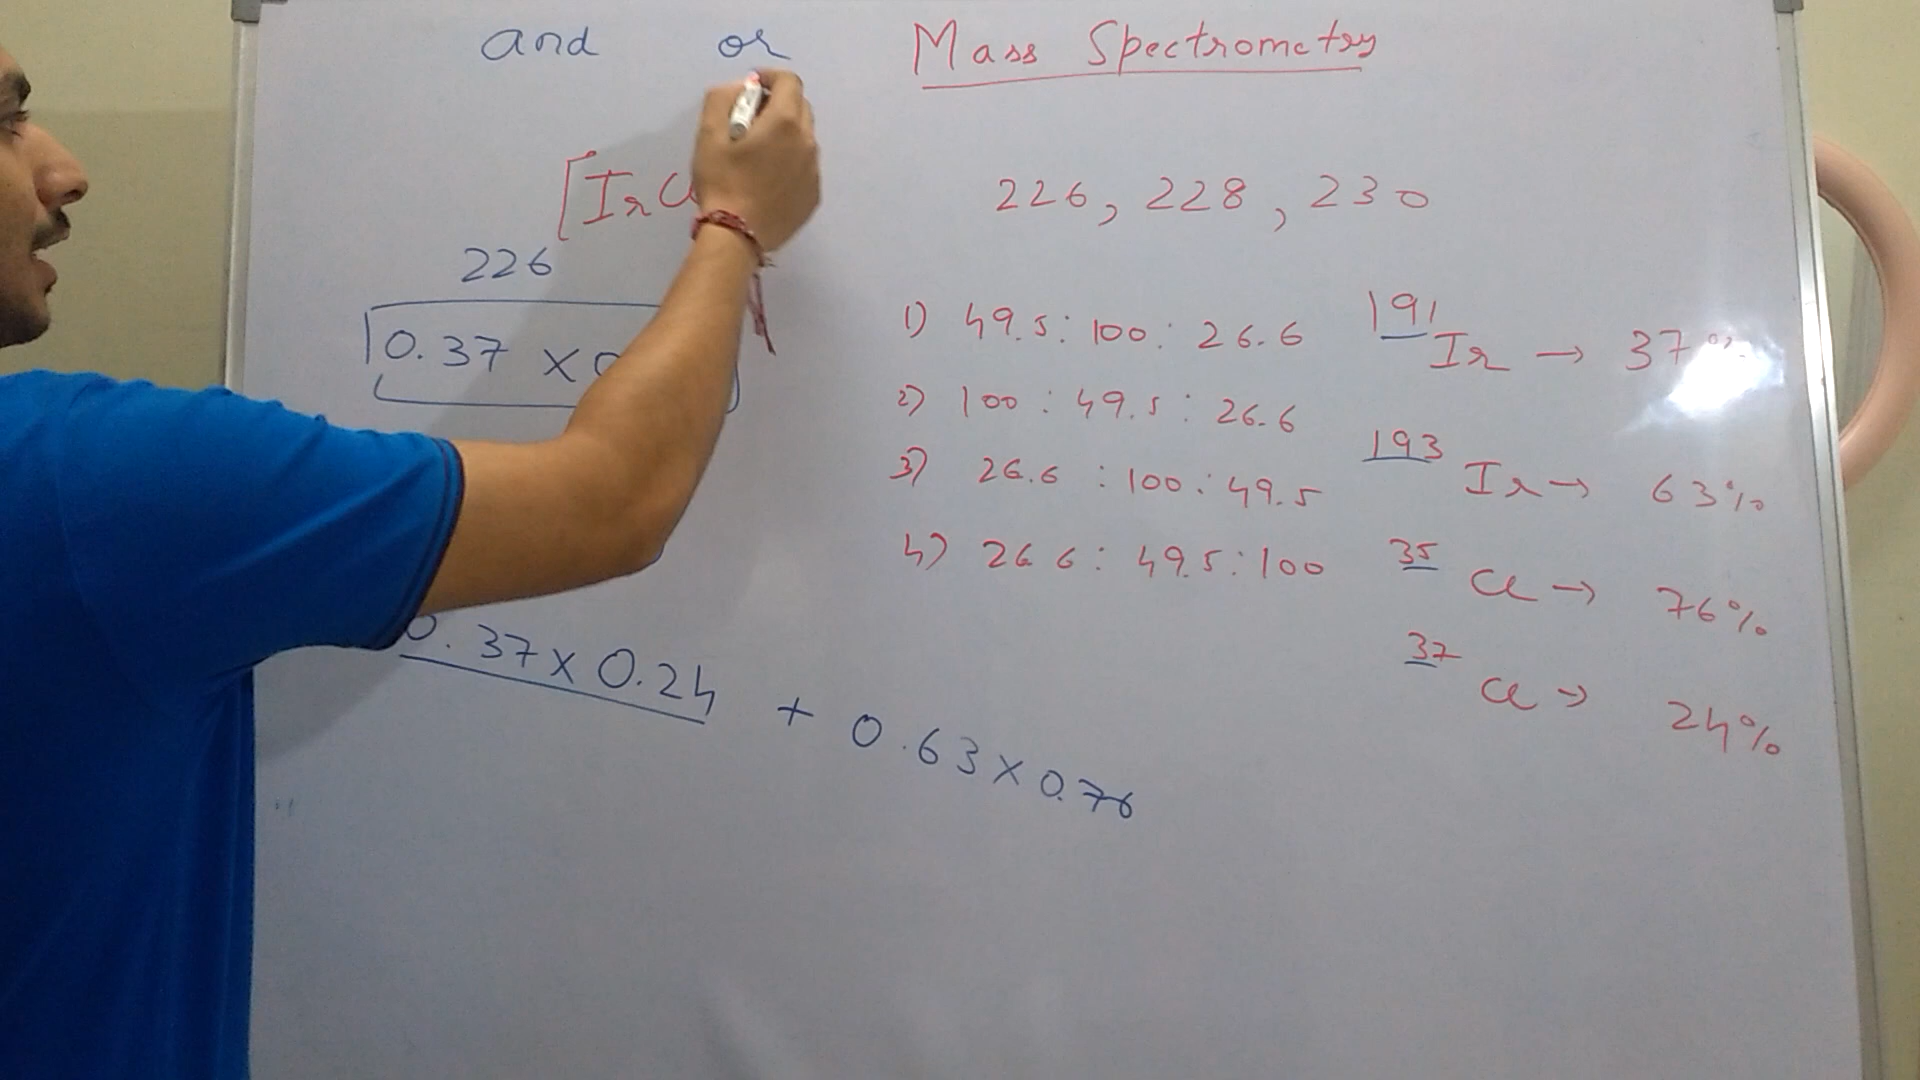 and or
Mass Spectrometry
[IrCl
226, 228, 230
226
0.37 x 0
1) 49.5 : 100 : 26.6
2) 100 : 49.5 : 26.6
3) 26.6 : 100 : 49.5
4) 26 6 : 49.5 : 100
191 Ir → 37%
193 Ir → 63%
35 Cl → 76%
37 Cl → 24%
0.37 x 0.24 + 0.63 x 0.76